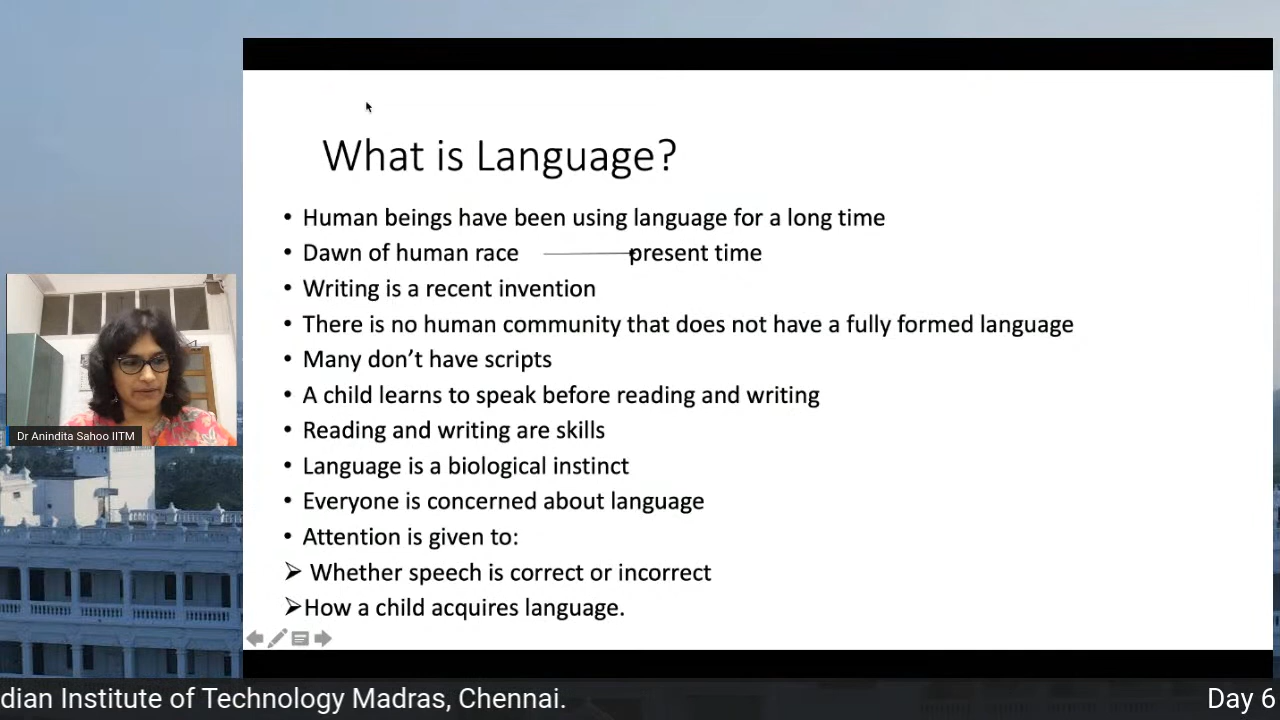 What is Language?
• Human beings have been using language for a long time
• Dawn of human race present time
• Writing is a recent invention
• There is no human community that does not have a fully formed language
• Many don’t have scripts
• A child learns to speak before reading and writing
• Reading and writing are skills
• Language is a biological instinct
• Everyone is concerned about language
• Attention is given to:
➢ Whether speech is correct or incorrect
➢How a child acquires language.
Dr Anindita Sahoo IITM
dian Institute of Technology Madras, Chennai.
Day 6